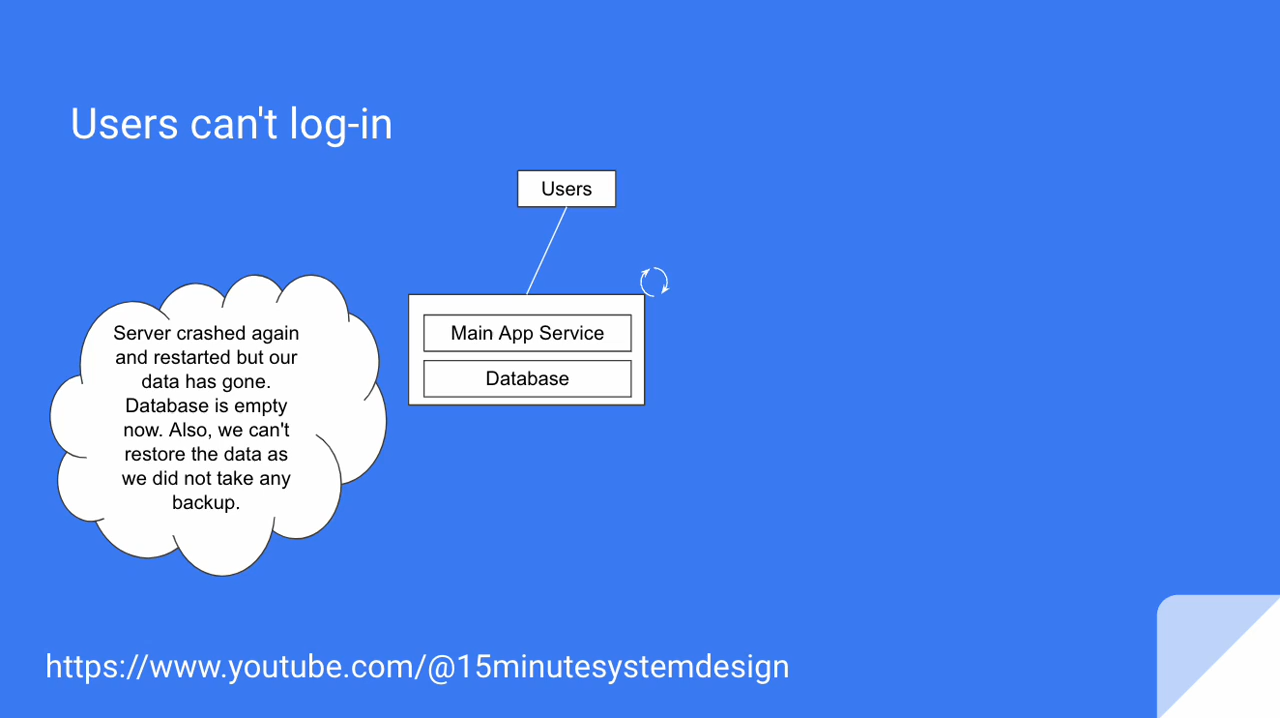 Users can't log-in
Users
Server crashed again
and restarted but our
data has gone.
Database is empty
now. Also, we can't
restore the data as
we did not take any
backup.
Main App Service
Database
https://www.youtube.com/@15minutesystemdesign